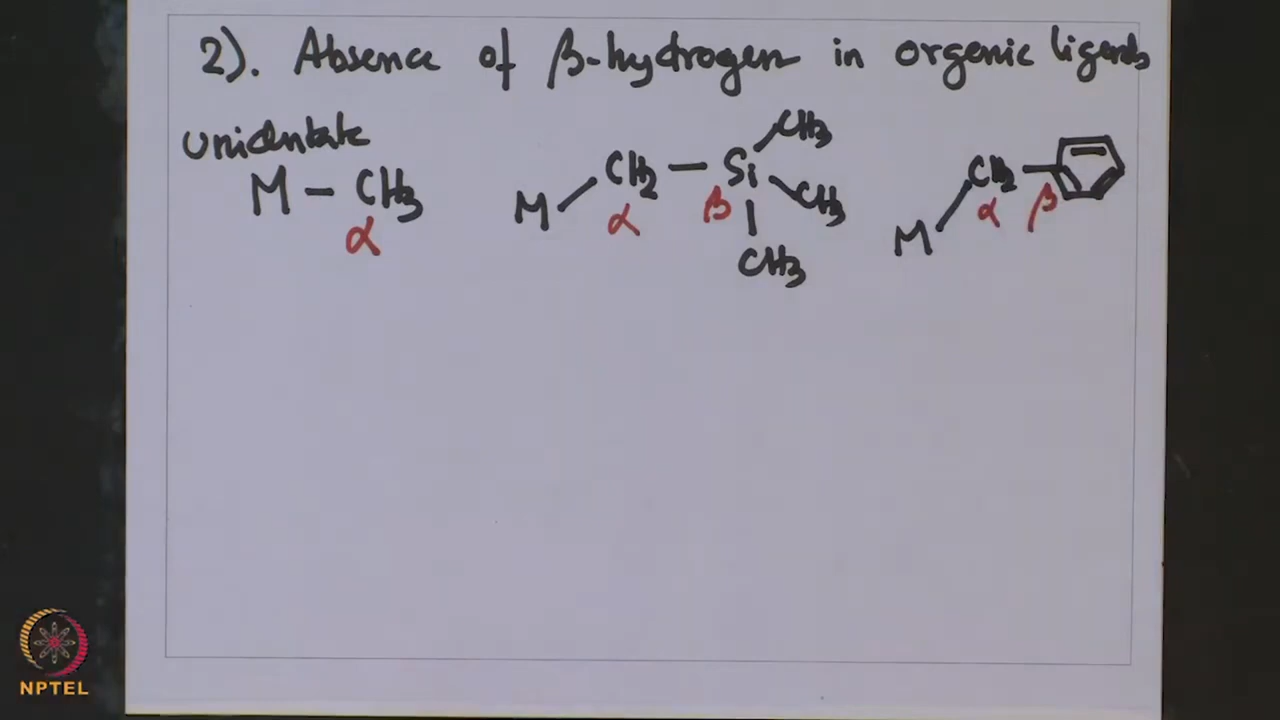 2). Absence of β-hydrogen in organic ligands
unidentate
M - CH3
α
M CH2 - Si CH3 CH3 CH3
α β
M CH2
α β
NPTEL